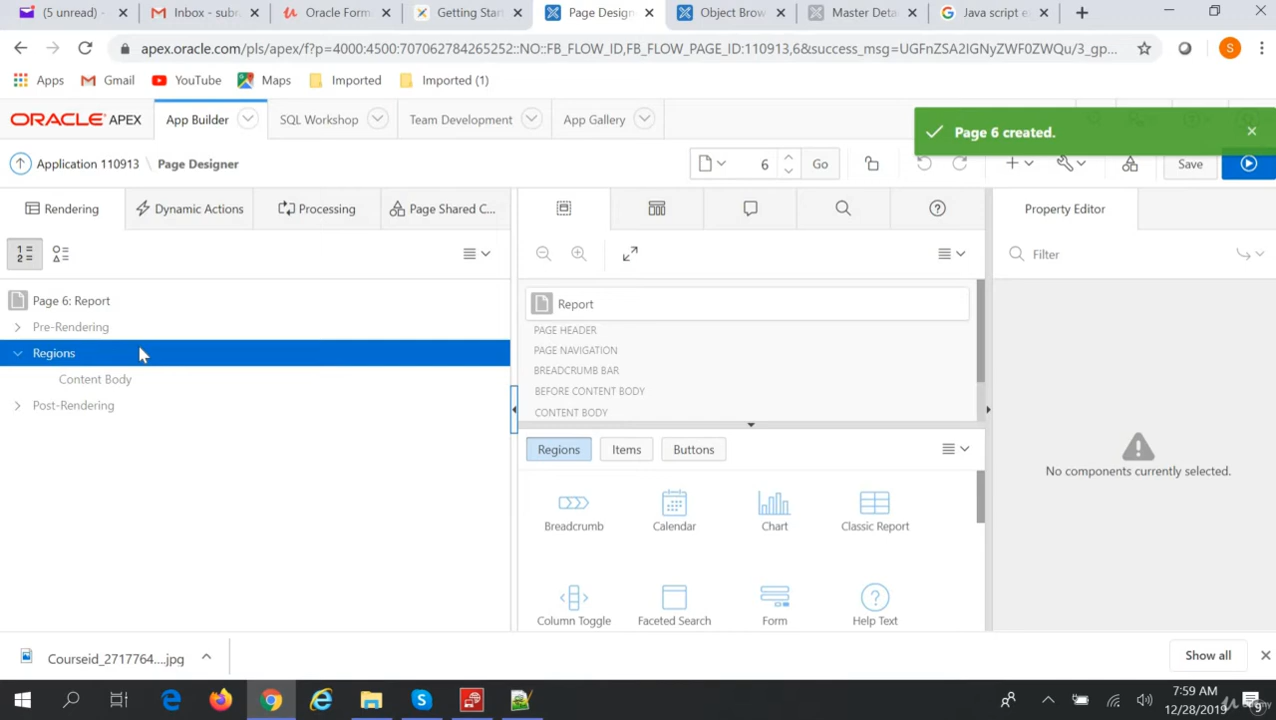 (5 unread)
Inbox - subr
Oracle Form
Getting Star
Page Design
Object Brow
Master Deta
Java script e
apex.oracle.com/pls/apex/f?p=4000:4500:707062784265252::NO::FB_FLOW_ID,FB_FLOW_PAGE_ID:110913,6&success_msg=UGFnZSA2IGNyZWF0ZWQu/3_gp...
S
Apps
Gmail
YouTube
Maps
Imported
Imported (1)
ORACLE APEX
App Builder
SQL Workshop
Team Development
App Gallery
Page 6 created.
Application 110913 \ Page Designer
6
Go
Save
Rendering
Dynamic Actions
Processing
Page Shared C...
Property Editor
Filter
Page 6: Report
Pre-Rendering
Regions
Content Body
Post-Rendering
Report
PAGE HEADER
PAGE NAVIGATION
BREADCRUMB BAR
BEFORE CONTENT BODY
CONTENT BODY
Regions
Items
Buttons
Breadcrumb
Calendar
Chart
Classic Report
Column Toggle
Faceted Search
Form
Help Text
No components currently selected.
Courseid_2717764....jpg
Show all
7:59 AM
12/28/2019